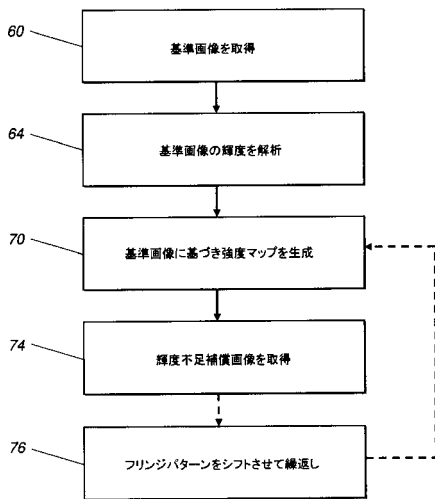 60
基準画像を取得
64
基準画像の輝度を解析
70
基準画像に基づき強度マップを生成
74
輝度不足補償画像を取得
76
フリンジパターンをシフトさせて繰返し